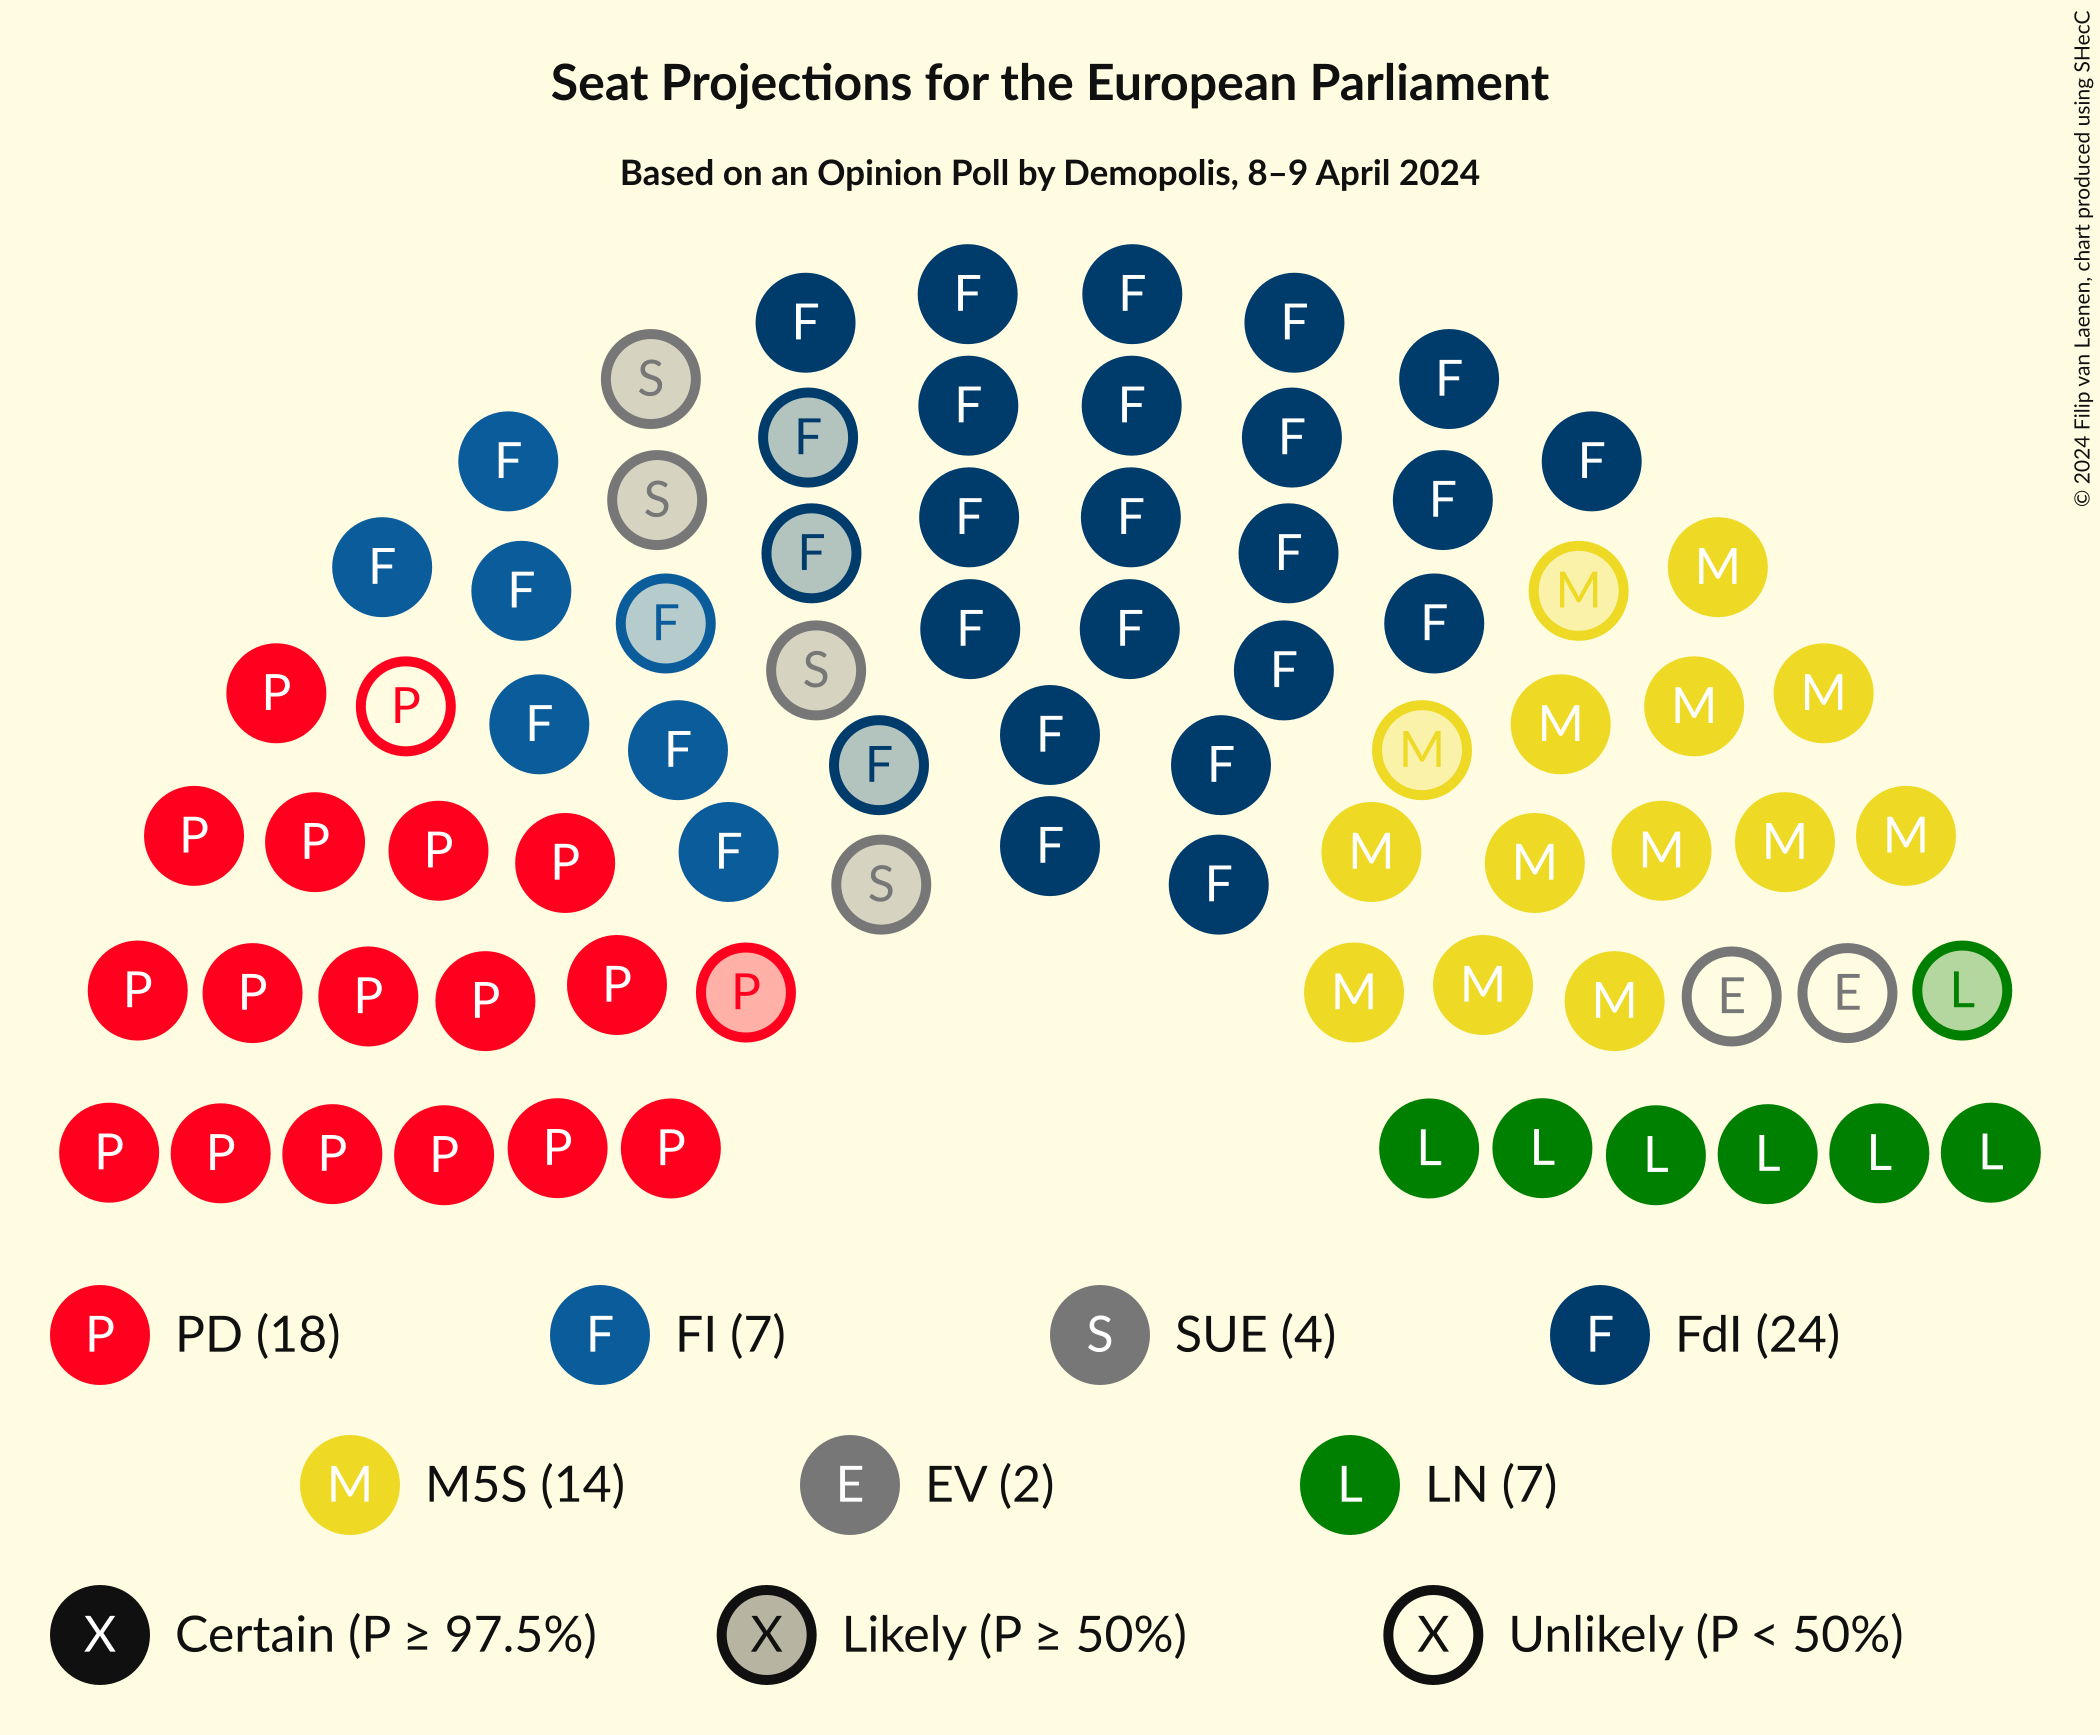 Seat Projections for the European Parliament
Based on an Opinion Poll by Demopolis, 8–9 April 2024
© 2024 Filip van Laenen, chart produced using SHecC
F F
F F
S F
F F
F F
S F
F F
F F
F F
M M
F F
S F
F F
P P
F F
S F
M M
M M
F F
F F
M
P P P P
F S F F
M M M M M
P P P P P P
M M M E E L
P P P P P P
L L L L L L
P PD (18) F FI (7) S SUE (4) F FdI (24)
M M5S (14) E EV (2) L LN (7)
X Certain (P ≥ 97.5%) X Likely (P ≥ 50%) X Unlikely (P < 50%)